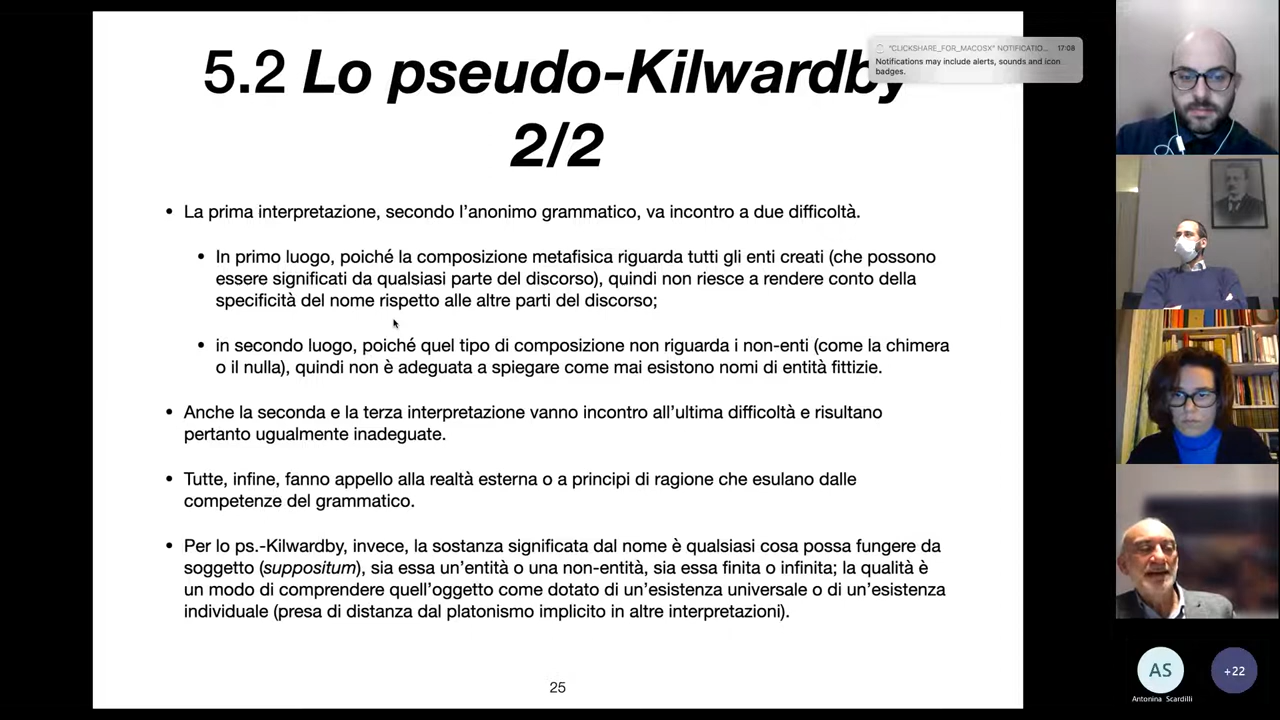 5.2 Lo pseudo-Kilwardby
2/2
"CLICKSHARE_FOR_MACOSX" NOTIFICATIO... 17:08
Notifications may include alerts, sounds and icon
badges.
• La prima interpretazione, secondo l'anonimo grammatico, va incontro a due difficoltà.
• In primo luogo, poiché la composizione metafisica riguarda tutti gli enti creati (che possono
essere significati da qualsiasi parte del discorso), quindi non riesce a rendere conto della
specificità del nome rispetto alle altre parti del discorso;
• in secondo luogo, poiché quel tipo di composizione non riguarda i non-enti (come la chimera
o il nulla), quindi non è adeguata a spiegare come mai esistono nomi di entità fittizie.
• Anche la seconda e la terza interpretazione vanno incontro all'ultima difficoltà e risultano
pertanto ugualmente inadeguate.
• Tutte, infine, fanno appello alla realtà esterna o a principi di ragione che esulano dalle
competenze del grammatico.
• Per lo ps.-Kilwardby, invece, la sostanza significata dal nome è qualsiasi cosa possa fungere da
soggetto (suppositum), sia essa un'entità o una non-entità, sia essa finita o infinita; la qualità è
un modo di comprendere quell'oggetto come dotato di un'esistenza universale o di un'esistenza
individuale (presa di distanza dal platonismo implicito in altre interpretazioni).
25
AS
Antonina Scardilli
+22